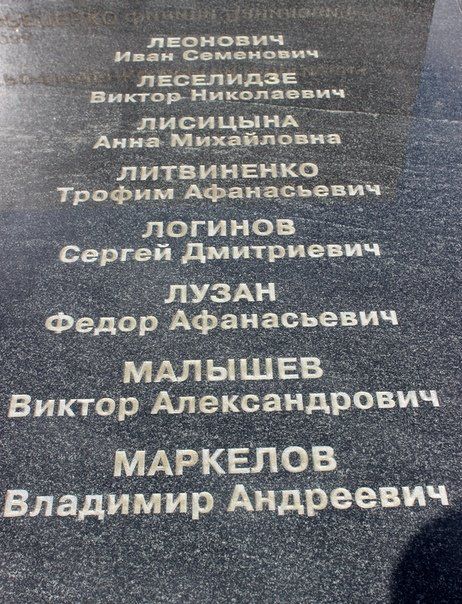 ЛЕОНОВИЧ
Иван Семенович
ЛЕСЕЛИДЗЕ
Виктор Николаевич
ЛИСИЦЫНА
Анна Михайловна
ЛИТВИНЕНКО
Трофим Афанасьевич
ЛОГИНОВ
Сергей Дмитриевич
ЛУЗАН
Федор Афанасьевич
МАЛЫШЕВ
Виктор Александрович
МАРКЕЛОВ
Владимир Андреевич